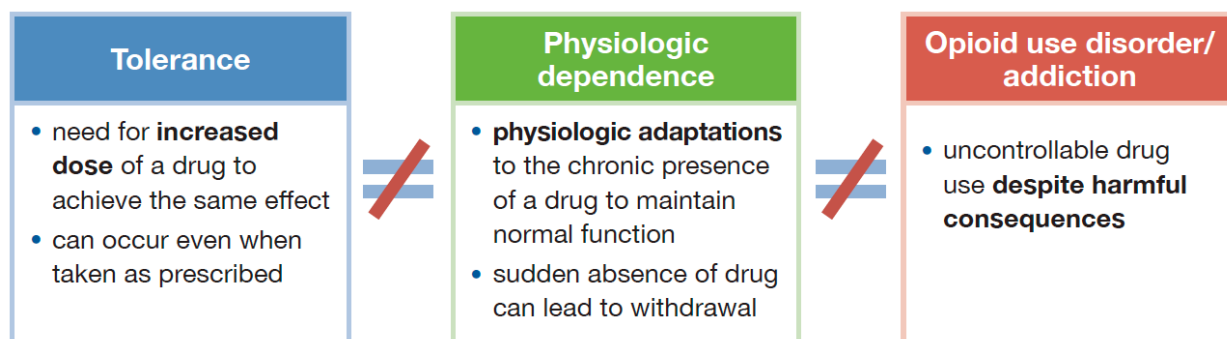 Tolerance
• need for increased
dose of a drug to
achieve the same effect
• can occur even when
taken as prescribed
Physiologic
dependence
• physiologic adaptations
to the chronic presence
of a drug to maintain
normal function
• sudden absence of drug
can lead to withdrawal
Opioid use disorder/
addiction
• uncontrollable drug
use despite harmful
consequences